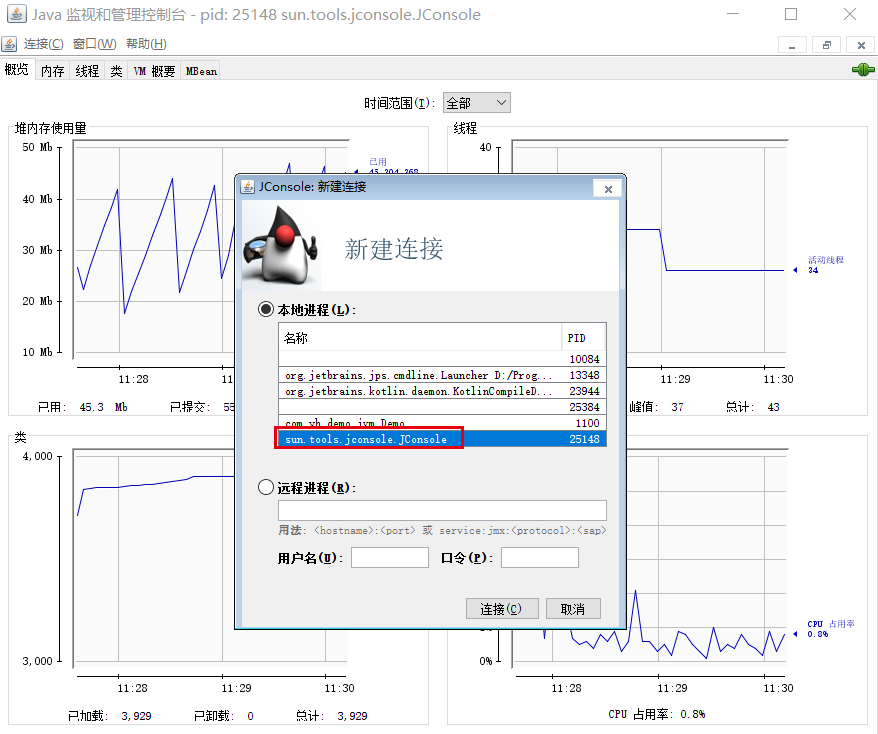 Java 监视和管理控制台 - pid: 25148 sun.tools.jconsole.JConsole
连接(C) 窗口(W) 帮助(H)
概览 内存 线程 类 VM 概要 MBean
时间范围(T): 全部
堆内存使用量
50 Mb
40 Mb
30 Mb
20 Mb
10 Mb
已用
45,304,368
11:28
已用: 45.3 Mb 已提交: 55
线程
40
活动线程
34
11:29 11:30
峰值: 37 总计: 43
JConsole: 新建连接
新建连接
本地进程(L):
名称 PID
10084
org.jetbrains.jps.cmdline.Launcher D:/Prog... 13348
org.jetbrains.kotlin.daemon.KotlinCompileD... 23944
25384
com.yh.demo.jvm.Demo 1100
sun.tools.jconsole.JConsole 25148
远程进程(R):
用法: <hostname>:<port> 或 service:jmx:<protocol>:<sap>
用户名(U): 口令(P):
连接(C) 取消
类
4,000
3,000
11:28 11:29 11:30
已加载: 3,929 已卸载: 0 总计: 3,929
0%
CPU 占用率
0.8%
11:28 11:29 11:30
CPU 占用率: 0.8%